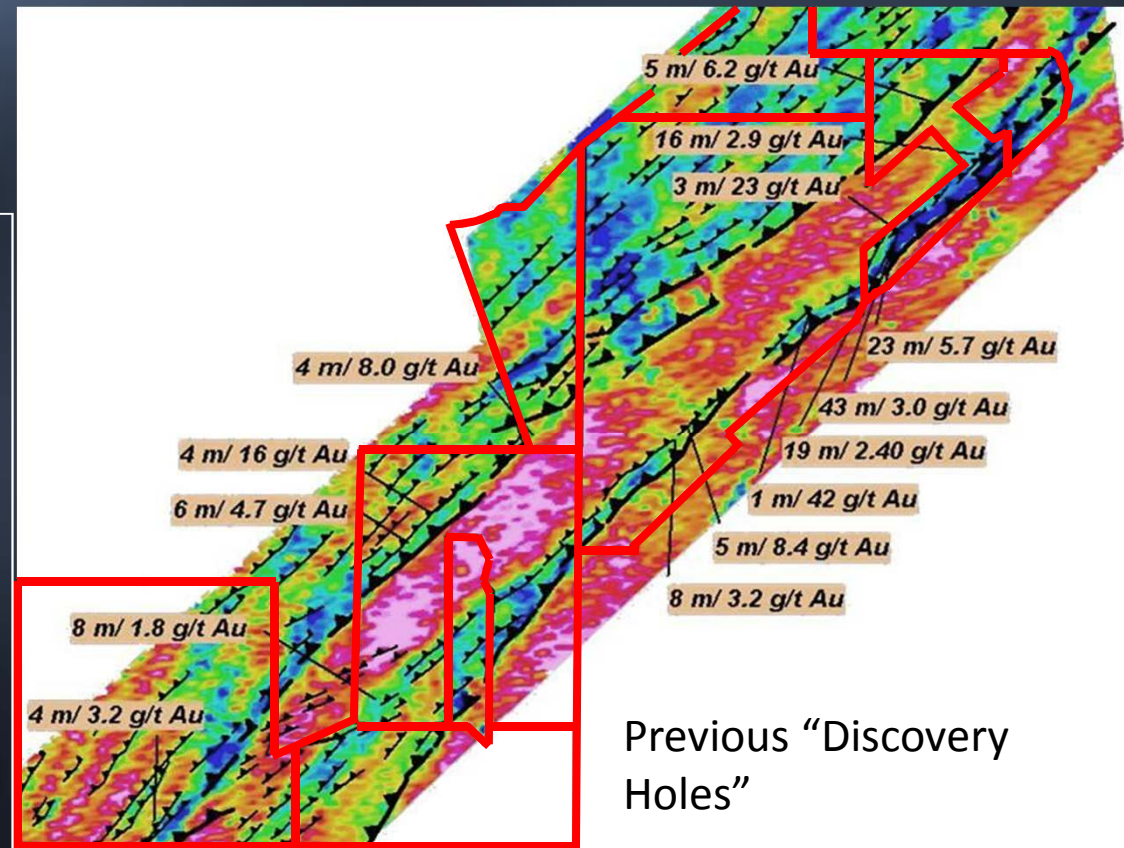 5 m/ 6.2 g/t Au
16 m/ 2.9 g/t Au
3 m/ 23 g/t Au
23 m/ 5.7 g/t Au
4 m/ 8.0 g/t Au
43 m/ 3.0 g/t Au
4 m/ 16 g/t Au
19 m/ 2.40 g/t Au
6 m/ 4.7 g/t Au
1 m/ 42 g/t Au
5 m/ 8.4 g/t Au
8 m/ 3.2 g/t Au
8 m/ 1.8 g/t Au
4 m/ 3.2 g/t Au
Previous “Discovery
Holes”